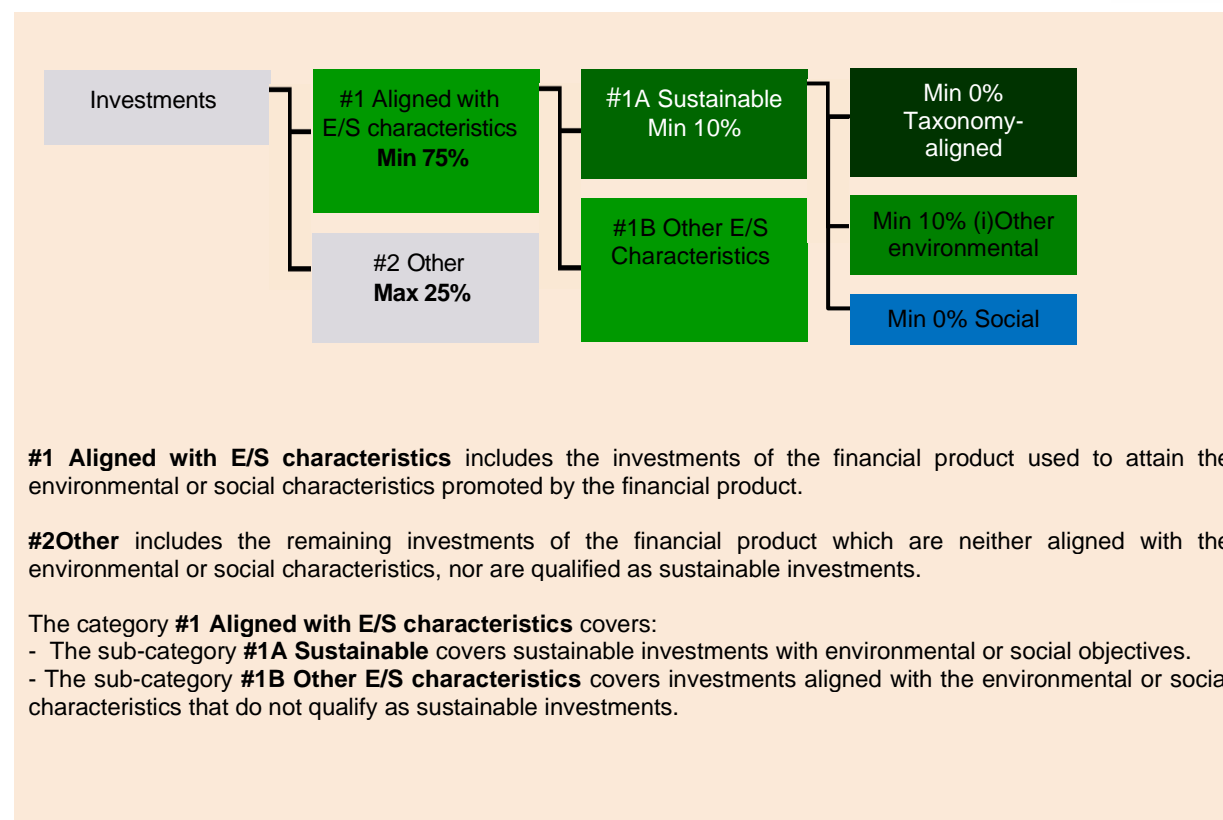 Investments
#1 Aligned with
E/S characteristics
Min 75%
#2 Other
Max 25%
#1A Sustainable
Min 10%
#1B Other E/S
Characteristics
Min 0%
Taxonomy-
aligned
Min 10% (i)Other
environmental
Min 0% Social
#1 Aligned with E/S characteristics includes the investments of the financial product used to attain the
environmental or social characteristics promoted by the financial product.
#2Other includes the remaining investments of the financial product which are neither aligned with the
environmental or social characteristics, nor are qualified as sustainable investments.
The category #1 Aligned with E/S characteristics covers:
- The sub-category #1A Sustainable covers sustainable investments with environmental or social objectives.
- The sub-category #1B Other E/S characteristics covers investments aligned with the environmental or social
characteristics that do not qualify as sustainable investments.